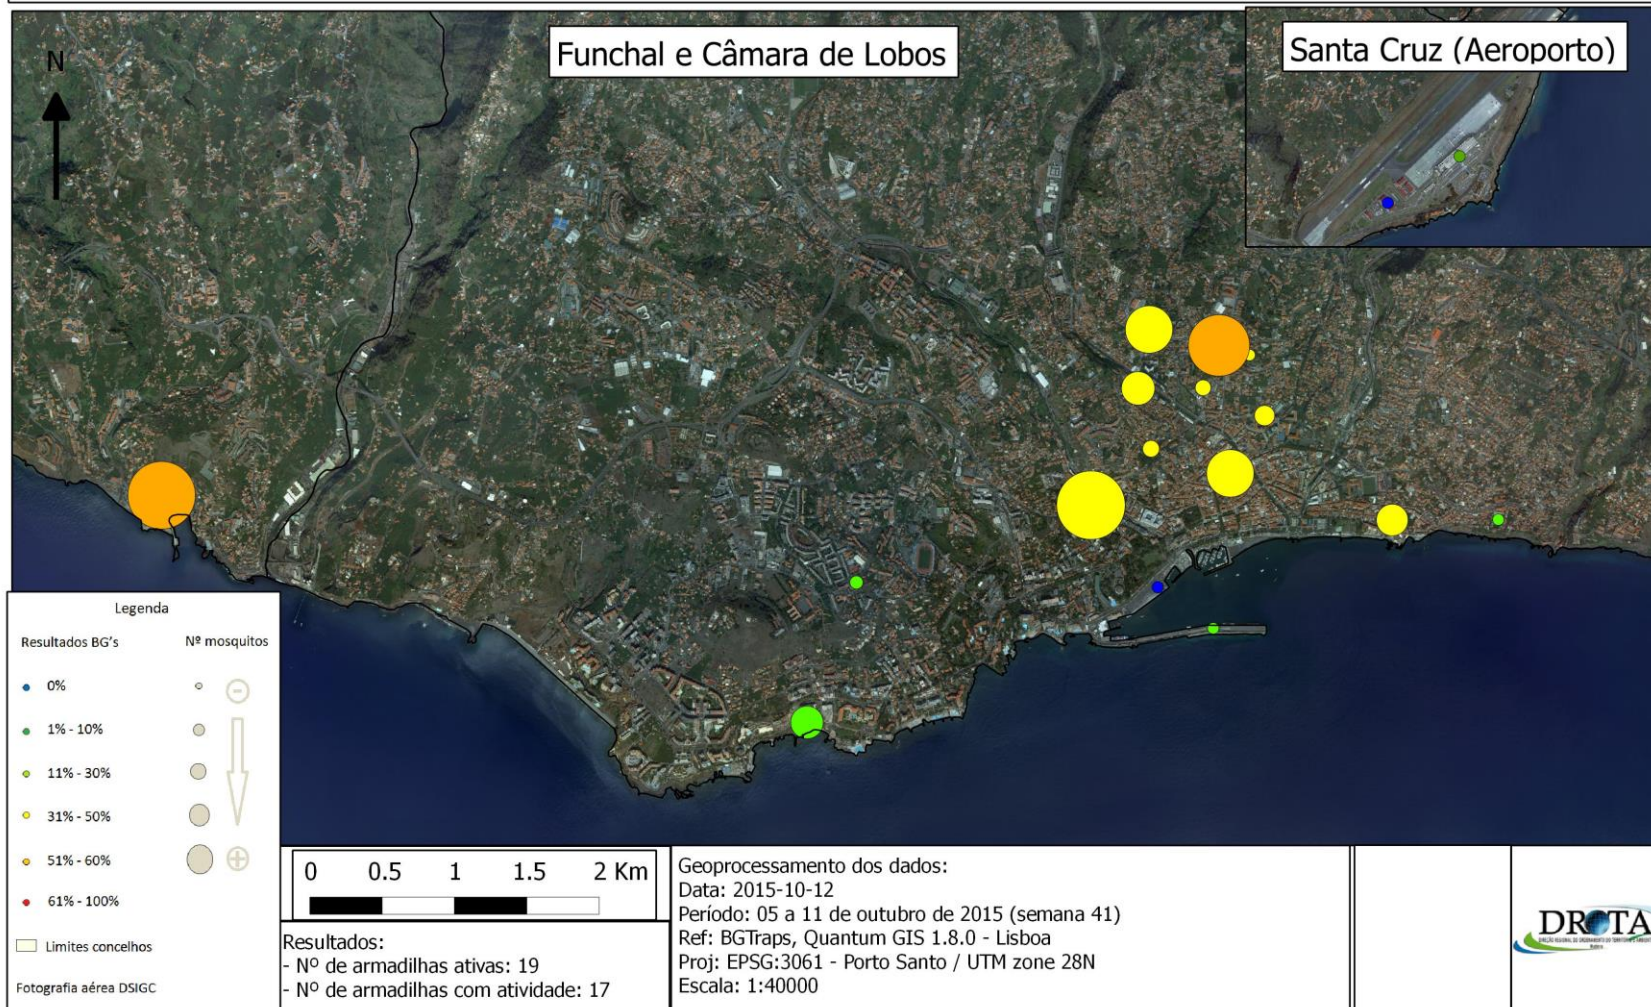 Funchal e Câmara de Lobos
Santa Cruz (Aeroporto)
N
Legenda
Resultados BG's
Nº mosquitos
0%
1% - 10%
11% - 30%
31% - 50%
51% - 60%
61% - 100%
Limites concelhos
Fotografia aérea DSIGC
0 0.5 1 1.5 2 Km
Resultados:
- Nº de armadilhas ativas: 19
- Nº de armadilhas com atividade: 17
Geoprocessamento dos dados:
Data: 2015-10-12
Período: 05 a 11 de outubro de 2015 (semana 41)
Ref: BGTraps, Quantum GIS 1.8.0 - Lisboa
Proj: EPSG:3061 - Porto Santo / UTM zone 28N
Escala: 1:40000
DROTA